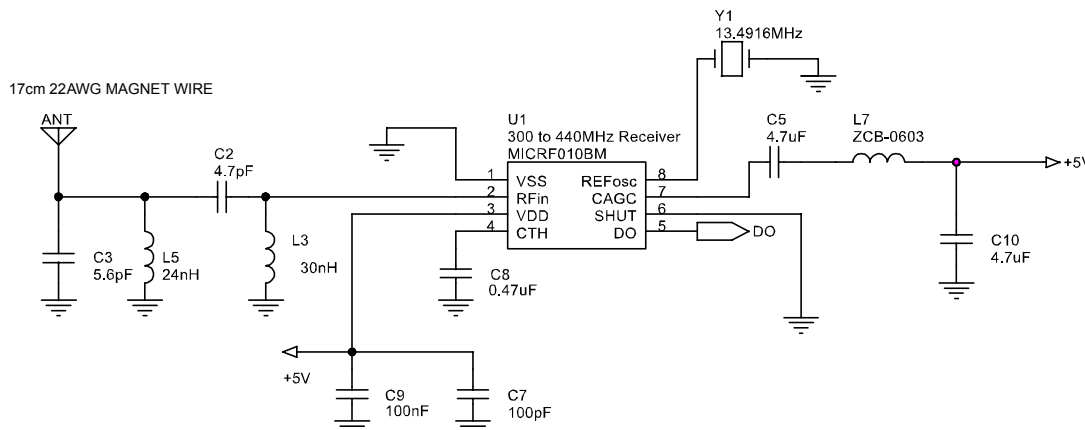 Y1
13.4916MHz
17cm 22AWG MAGNET WIRE
ANT
C2
4.7pF
U1
300 to 440MHz Receiver
MICRF010BM
C5
4.7uF
L7
ZCB-0603
+5V
1 VSS REFosc 8
2 RFin CAGC 7
3 VDD SHUT 6
4 CTH DO 5
DO
C3
5.6pF
L5
24nH
L3
30nH
C8
0.47uF
C10
4.7uF
+5V
C9
100nF
C7
100pF